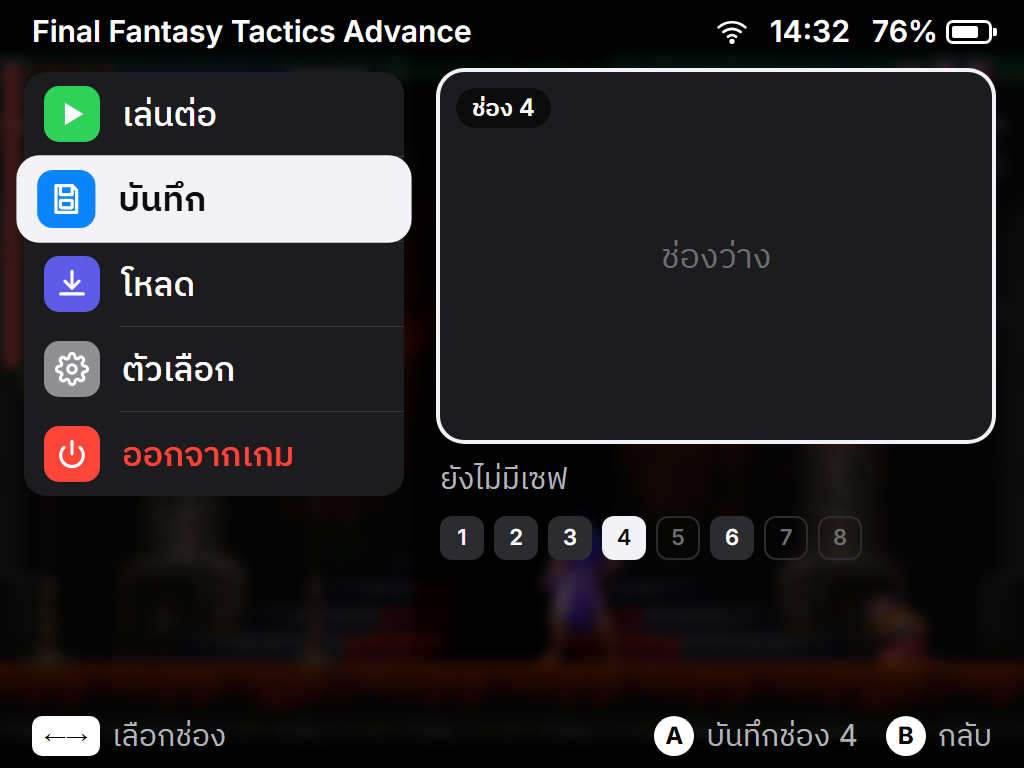 Final Fantasy Tactics Advance
14:32 76%
เล่นต่อ
บันทึก
โหลด
ตัวเลือก
ออกจากเกม
ช่อง 4
ช่องว่าง
ยังไม่มีเซฟ
1 2 3 4 5 6 7 8
←→ เลือกช่อง
A บันทึกช่อง 4 B กลับ